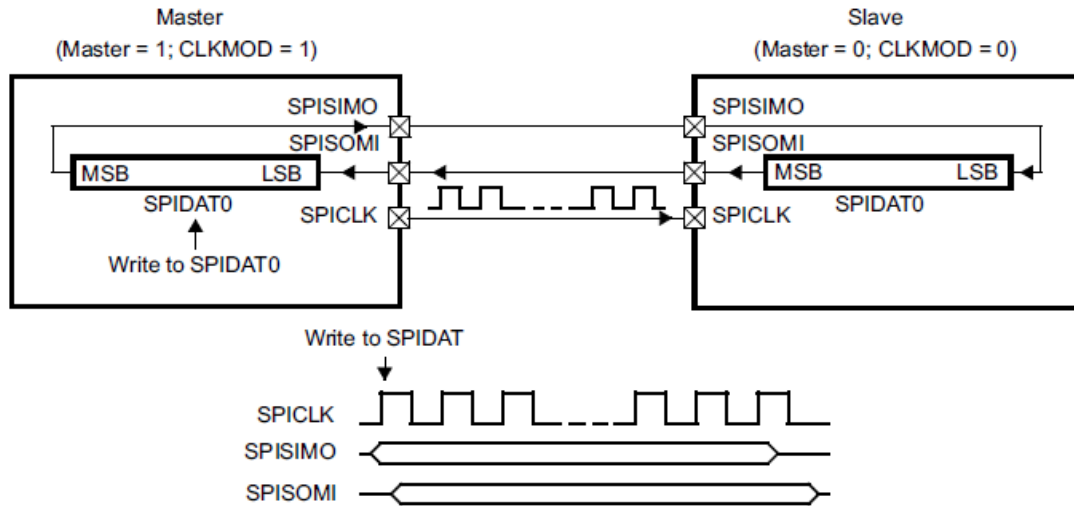 Master
(Master = 1; CLKMOD = 1)
Slave
(Master = 0; CLKMOD = 0)
SPISIMO
SPISIMO
SPISOMI
SPISOMI
MSB LSB
MSB LSB
SPIDAT0
SPIDAT0
SPICLK
SPICLK
Write to SPIDAT0
Write to SPIDAT
SPICLK
SPISIMO
SPISOMI